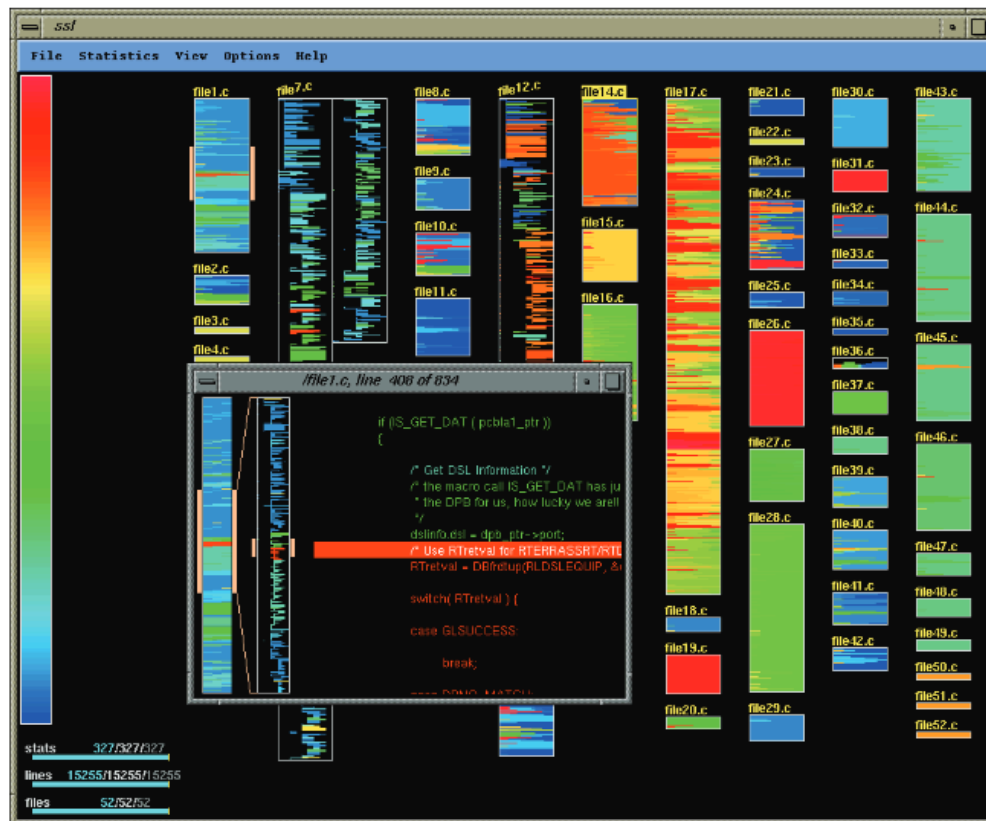 ssl
File Statistics View Options Help
file1.c file7.c file8.c file12.c file14.c file17.c file21.c file30.c file43.c
file22.c
file9.c file23.c file31.c
file24.c file32.c file44.c
file10.c file15.c
file2.c file33.c
file11.c file16.c file25.c file34.c
file3.c file26.c file35.c file45.c
file4.c file36.c
/file1.c, line 408 of 834
file37.c
if (IS_GET_DAT ( pcbla1_ptr ))
{
file38.c file46.c
file27.c
/* Get DSL Information */
/* the macro call IS_GET_DAT has ju
file39.c
* the DPB for us, how lucky we are!!
*/
file28.c file40.c
dslinfo.dsl = dpb_ptr->port;
/* Use RTretval for RTERRASSRT/RTD
file47.c
RTretval = DBfrdtup(RLDSLEQUIP, &
file41.c file48.c
switch( RTretval ) {
file18.c
case GLSUCCESS:
file42.c file49.c
file19.c
break;
file50.c
file51.c
file20.c file29.c file52.c
stats 327/327/327
lines 15255/15255/15255
files 52/52/52